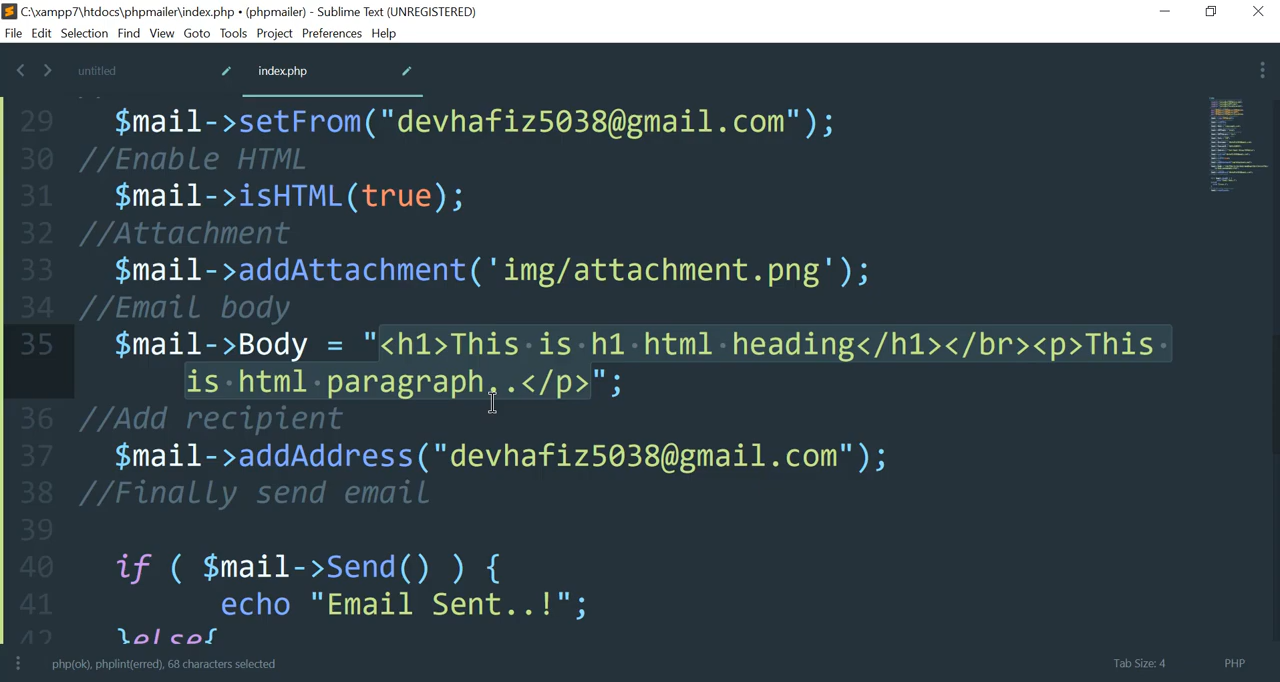 C:\xampp7\htdocs\phpmailer\index.php • (phpmailer) - Sublime Text (UNREGISTERED)
File Edit Selection Find View Goto Tools Project Preferences Help
untitled index.php
29 $mail->setFrom("devhafiz5038@gmail.com");
30 //Enable HTML
31 $mail->isHTML(true);
32 //Attachment
33 $mail->addAttachment('img/attachment.png');
34 //Email body
35 $mail->Body = "<h1>This is h1 html heading</h1></br><p>This
is html paragraph..</p>";
36 //Add recipient
37 $mail->addAddress("devhafiz5038@gmail.com");
38 //Finally send email
39
40 if ( $mail->Send() ) {
41 echo "Email Sent..!";
42 }else{
php(ok), phplint(erred), 68 characters selected Tab Size: 4 PHP